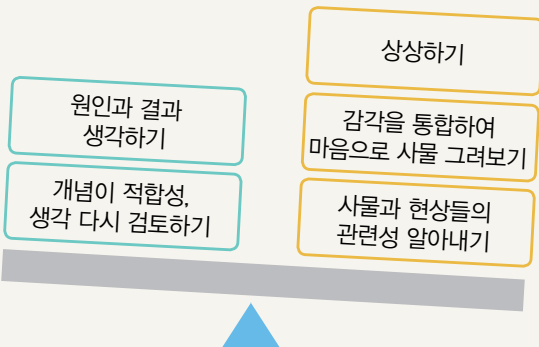 원인과 결과
생각하기
개념이 적합성,
생각 다시 검토하기
상상하기
감각을 통합하여
마음으로 사물 그려보기
사물과 현상들의
관련성 알아내기